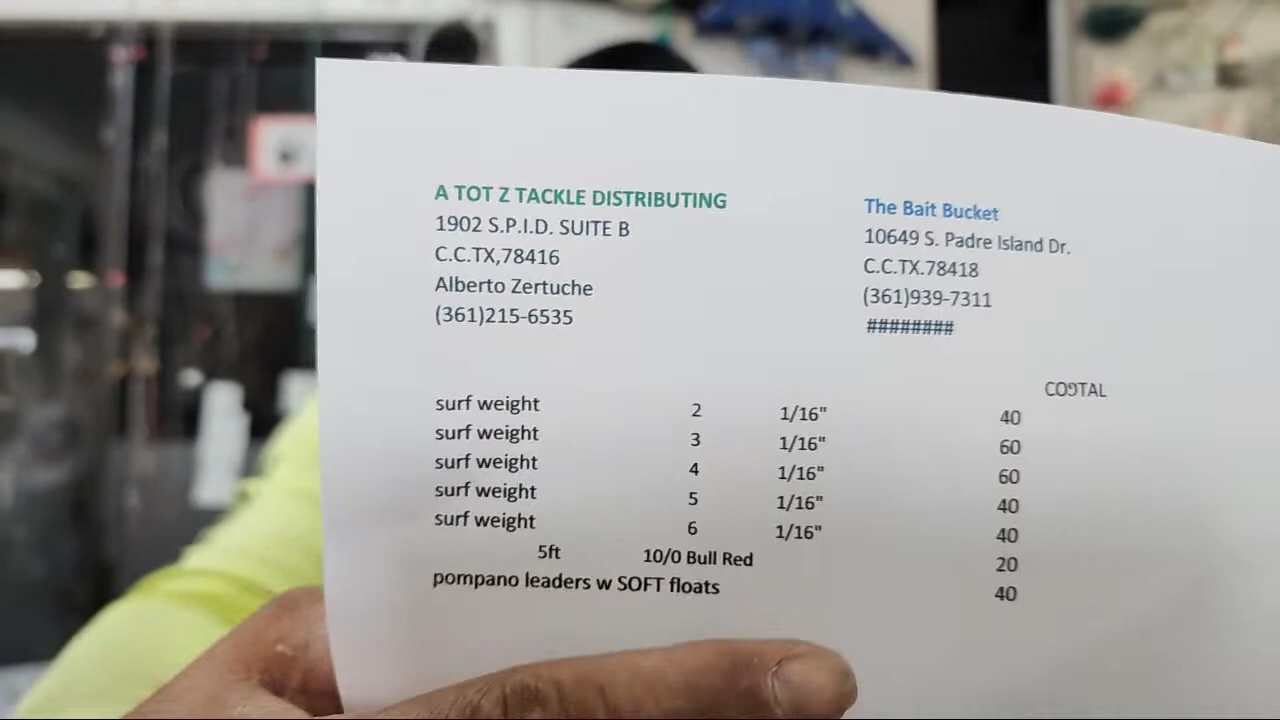 A TOT Z TACKLE DISTRIBUTING
1902 S.P.I.D. SUITE B
C.C.TX,78416
Alberto Zertuche
(361)215-6535
The Bait Bucket
10649 S. Padre Island Dr.
C.C.TX.78418
(361)939-7311
########
surf weight 2 1/16" 40
surf weight 3 1/16" 60
surf weight 4 1/16" 60
surf weight 5 1/16" 40
surf weight 6 1/16" 40
5ft 10/0 Bull Red 20
pompano leaders w SOFT floats 40